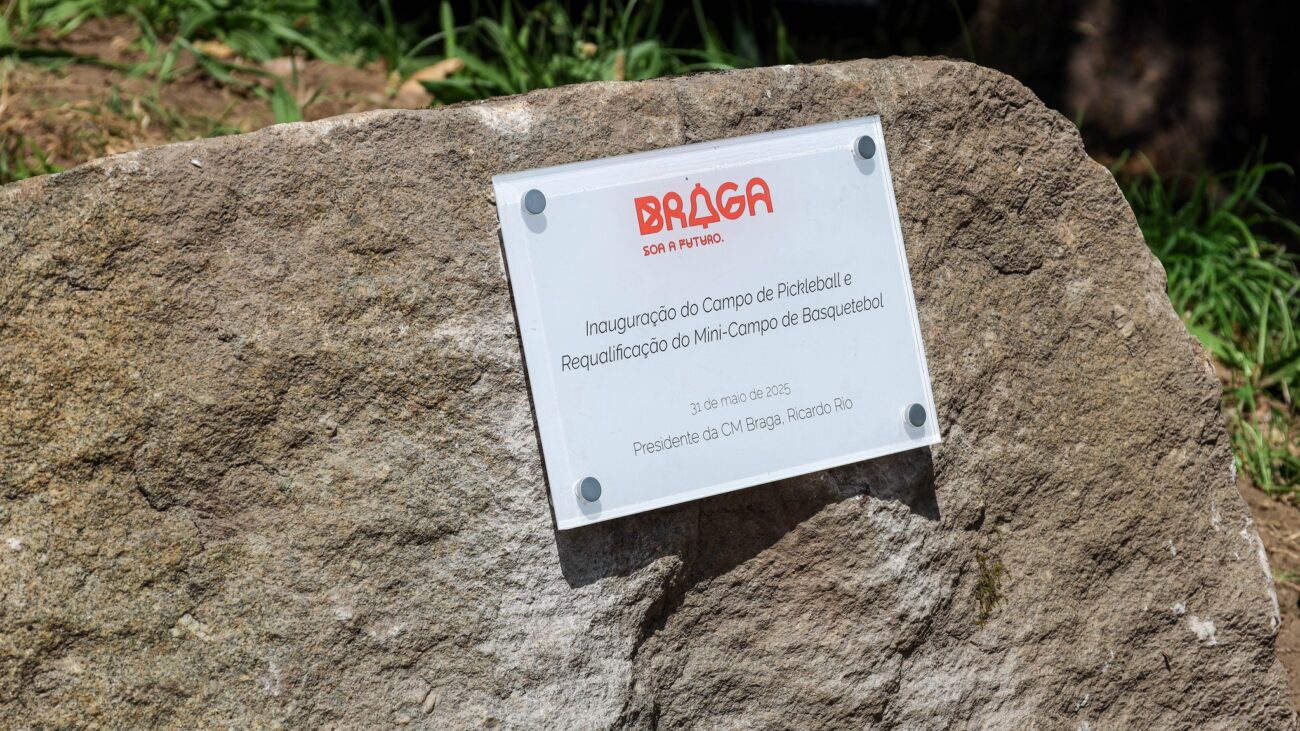 BRAGA
SOA A FUTURO.
Inauguração do Campo de Pickleball e
Requalificação do Mini-Campo de Basquetebol
31 de maio de 2025
Presidente da CM Braga, Ricardo Rio